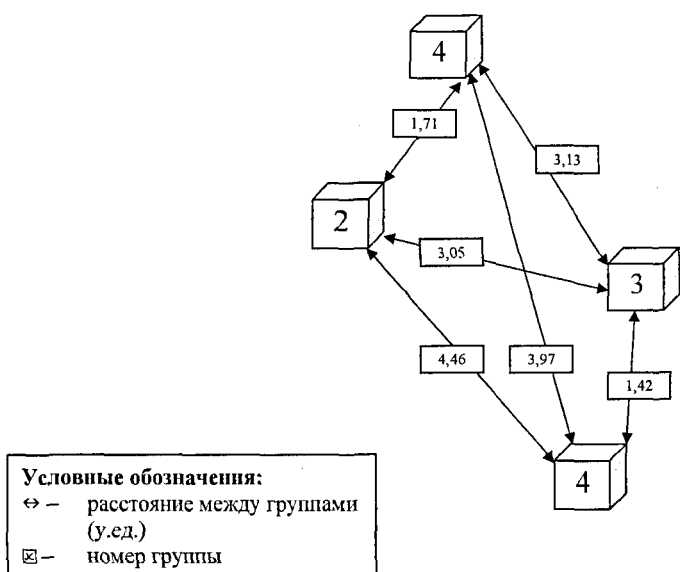 4
1,71
3,13
2
3,05
3
4,46
3,97
1,42
4
Условные обозначения:
⇔ – расстояние между группами
(у.ед.)
☒ – номер группы